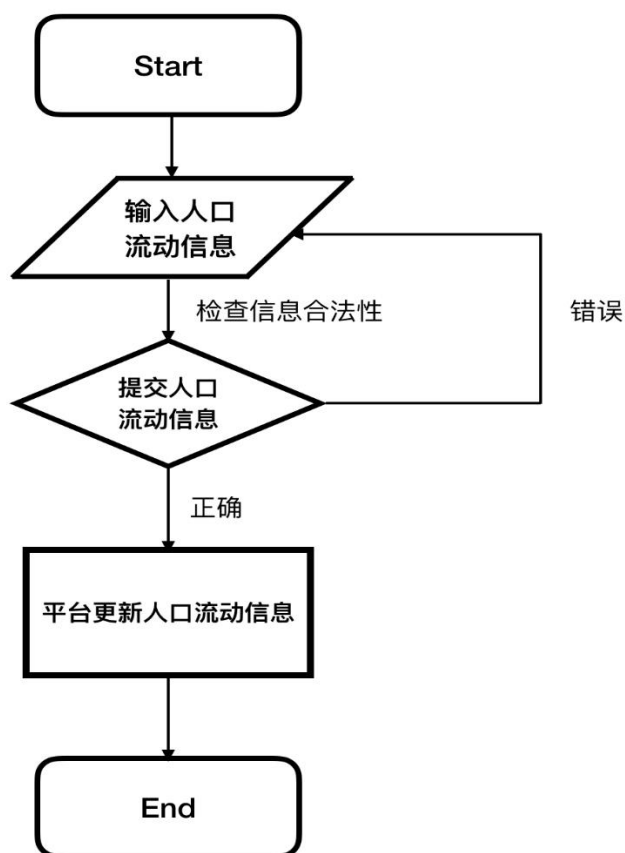 Start
输入人口
流动信息
检查信息合法性
错误
提交人口
流动信息
正确
平台更新人口流动信息
End